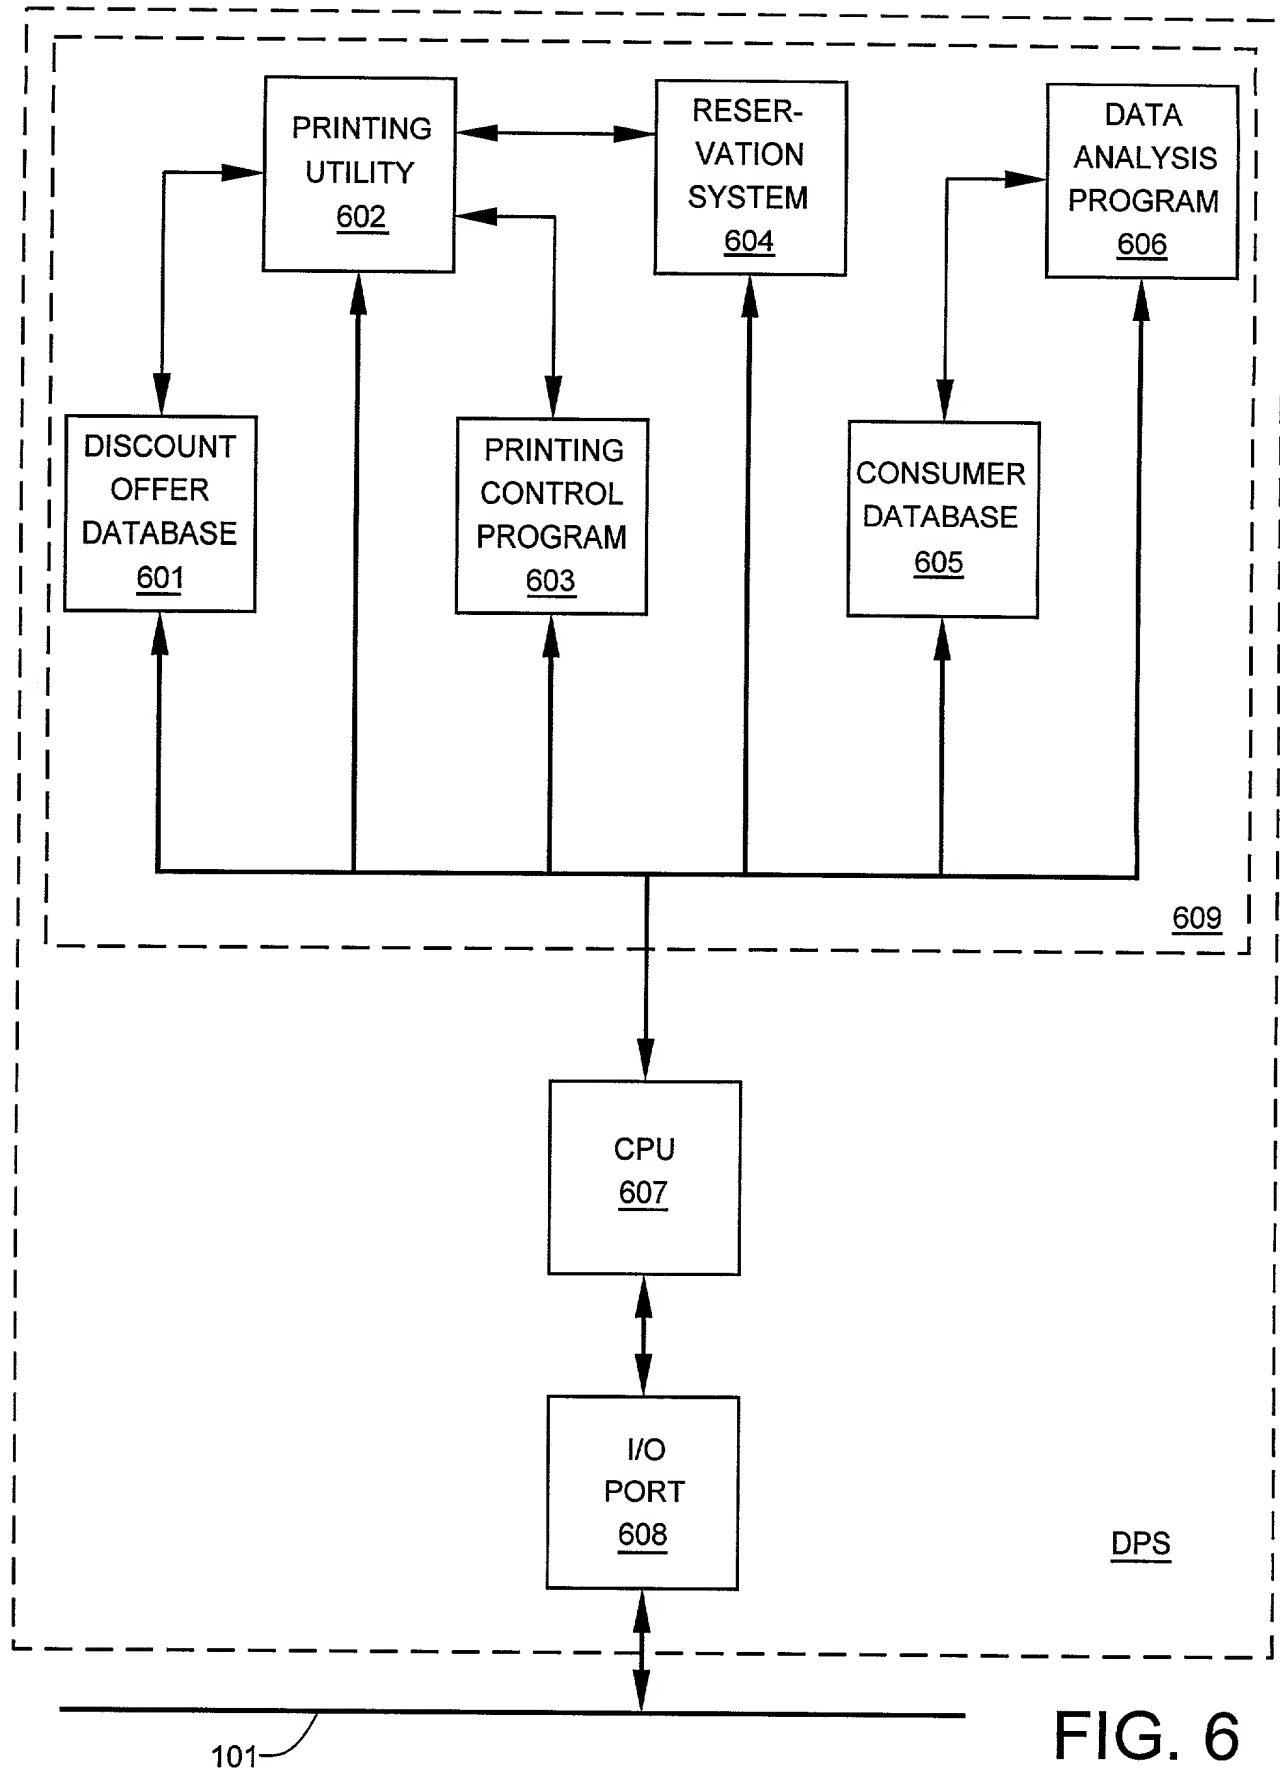 PRINTING
UTILITY
602
RESER-
VATION
SYSTEM
604
DATA
ANALYSIS
PROGRAM
606
DISCOUNT
OFFER
DATABASE
601
PRINTING
CONTROL
PROGRAM
603
CONSUMER
DATABASE
605
609
CPU
607
I/O
PORT
608
DPS
101
FIG. 6